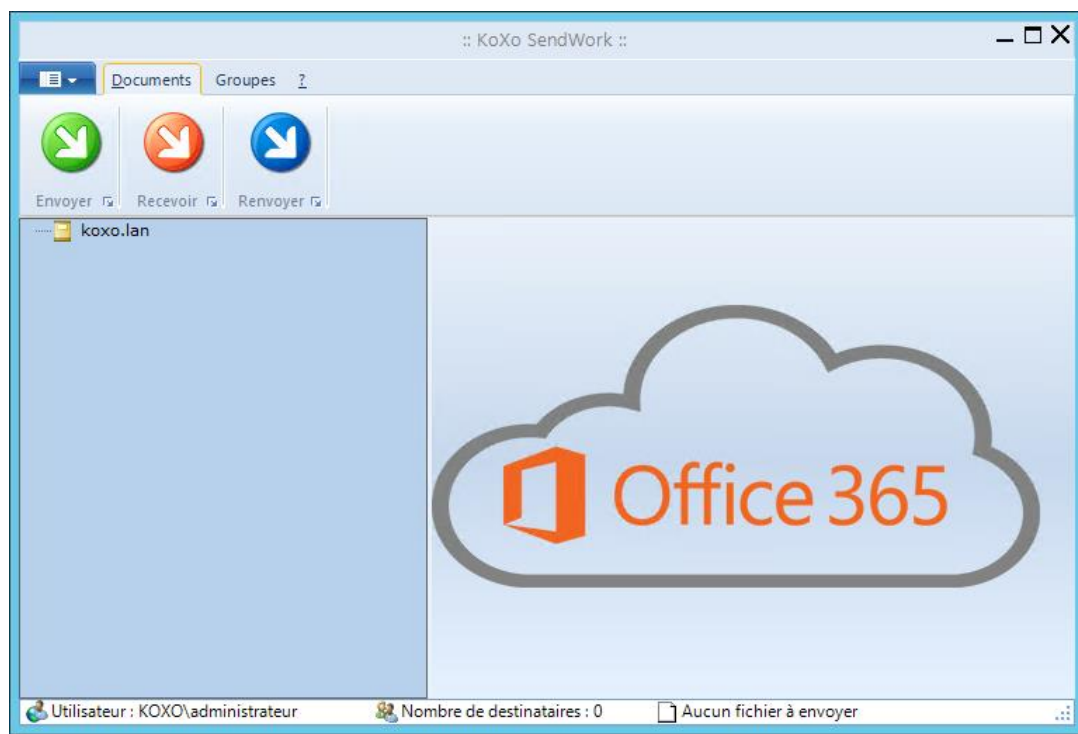 :: KoXo SendWork ::
Documents Groupes ?
Envoyer Recevoir Renvoyer
koxo.lan
Office 365
Utilisateur : KOXO\administrateur Nombre de destinataires : 0 Aucun fichier à envoyer